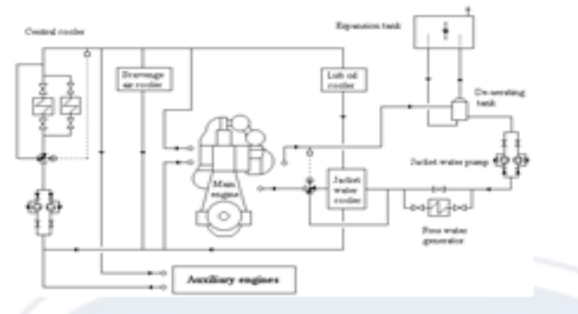 Central cooler
Expansion tank
Scavenge
air cooler
Lub oil
cooler
De-aerating
tank
Jacket water pump
Main
engine
Jacket
water
cooler
Fres water
generator
Auxiliary engines